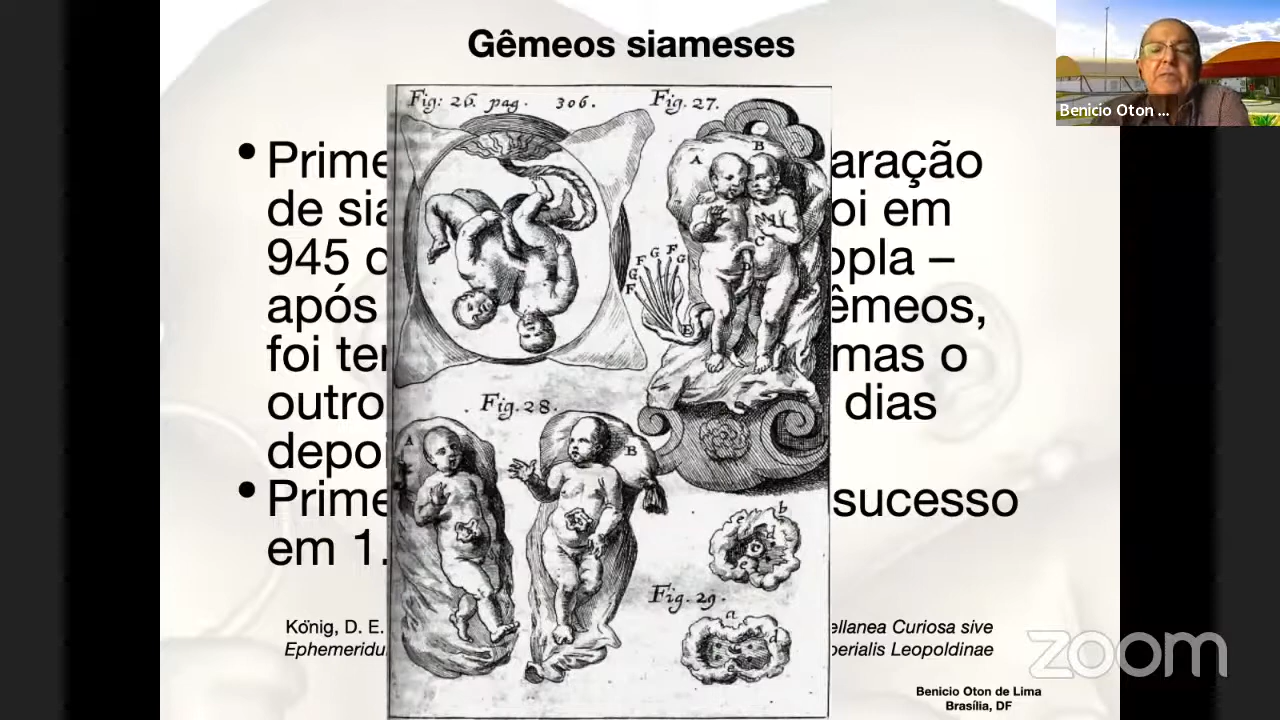 Gêmeos siameses
Benicio Oton ...
Fig: 26. pag. 306.
Fig. 27.
A
B
C
D
F G G F F G
E
• Prime aração
de sia oi em
945 d opla –
após êmeos,
foi ter mas o
outro dias
depoi
• Prime sucesso
em 1.
Fig. 28.
A
B
b
Fig. 29.
a
d
König, D. E. ellanea Curiosa sive
Ephemeridu perialis Leopoldinae
zoom
Benicio Oton de Lima
Brasília, DF